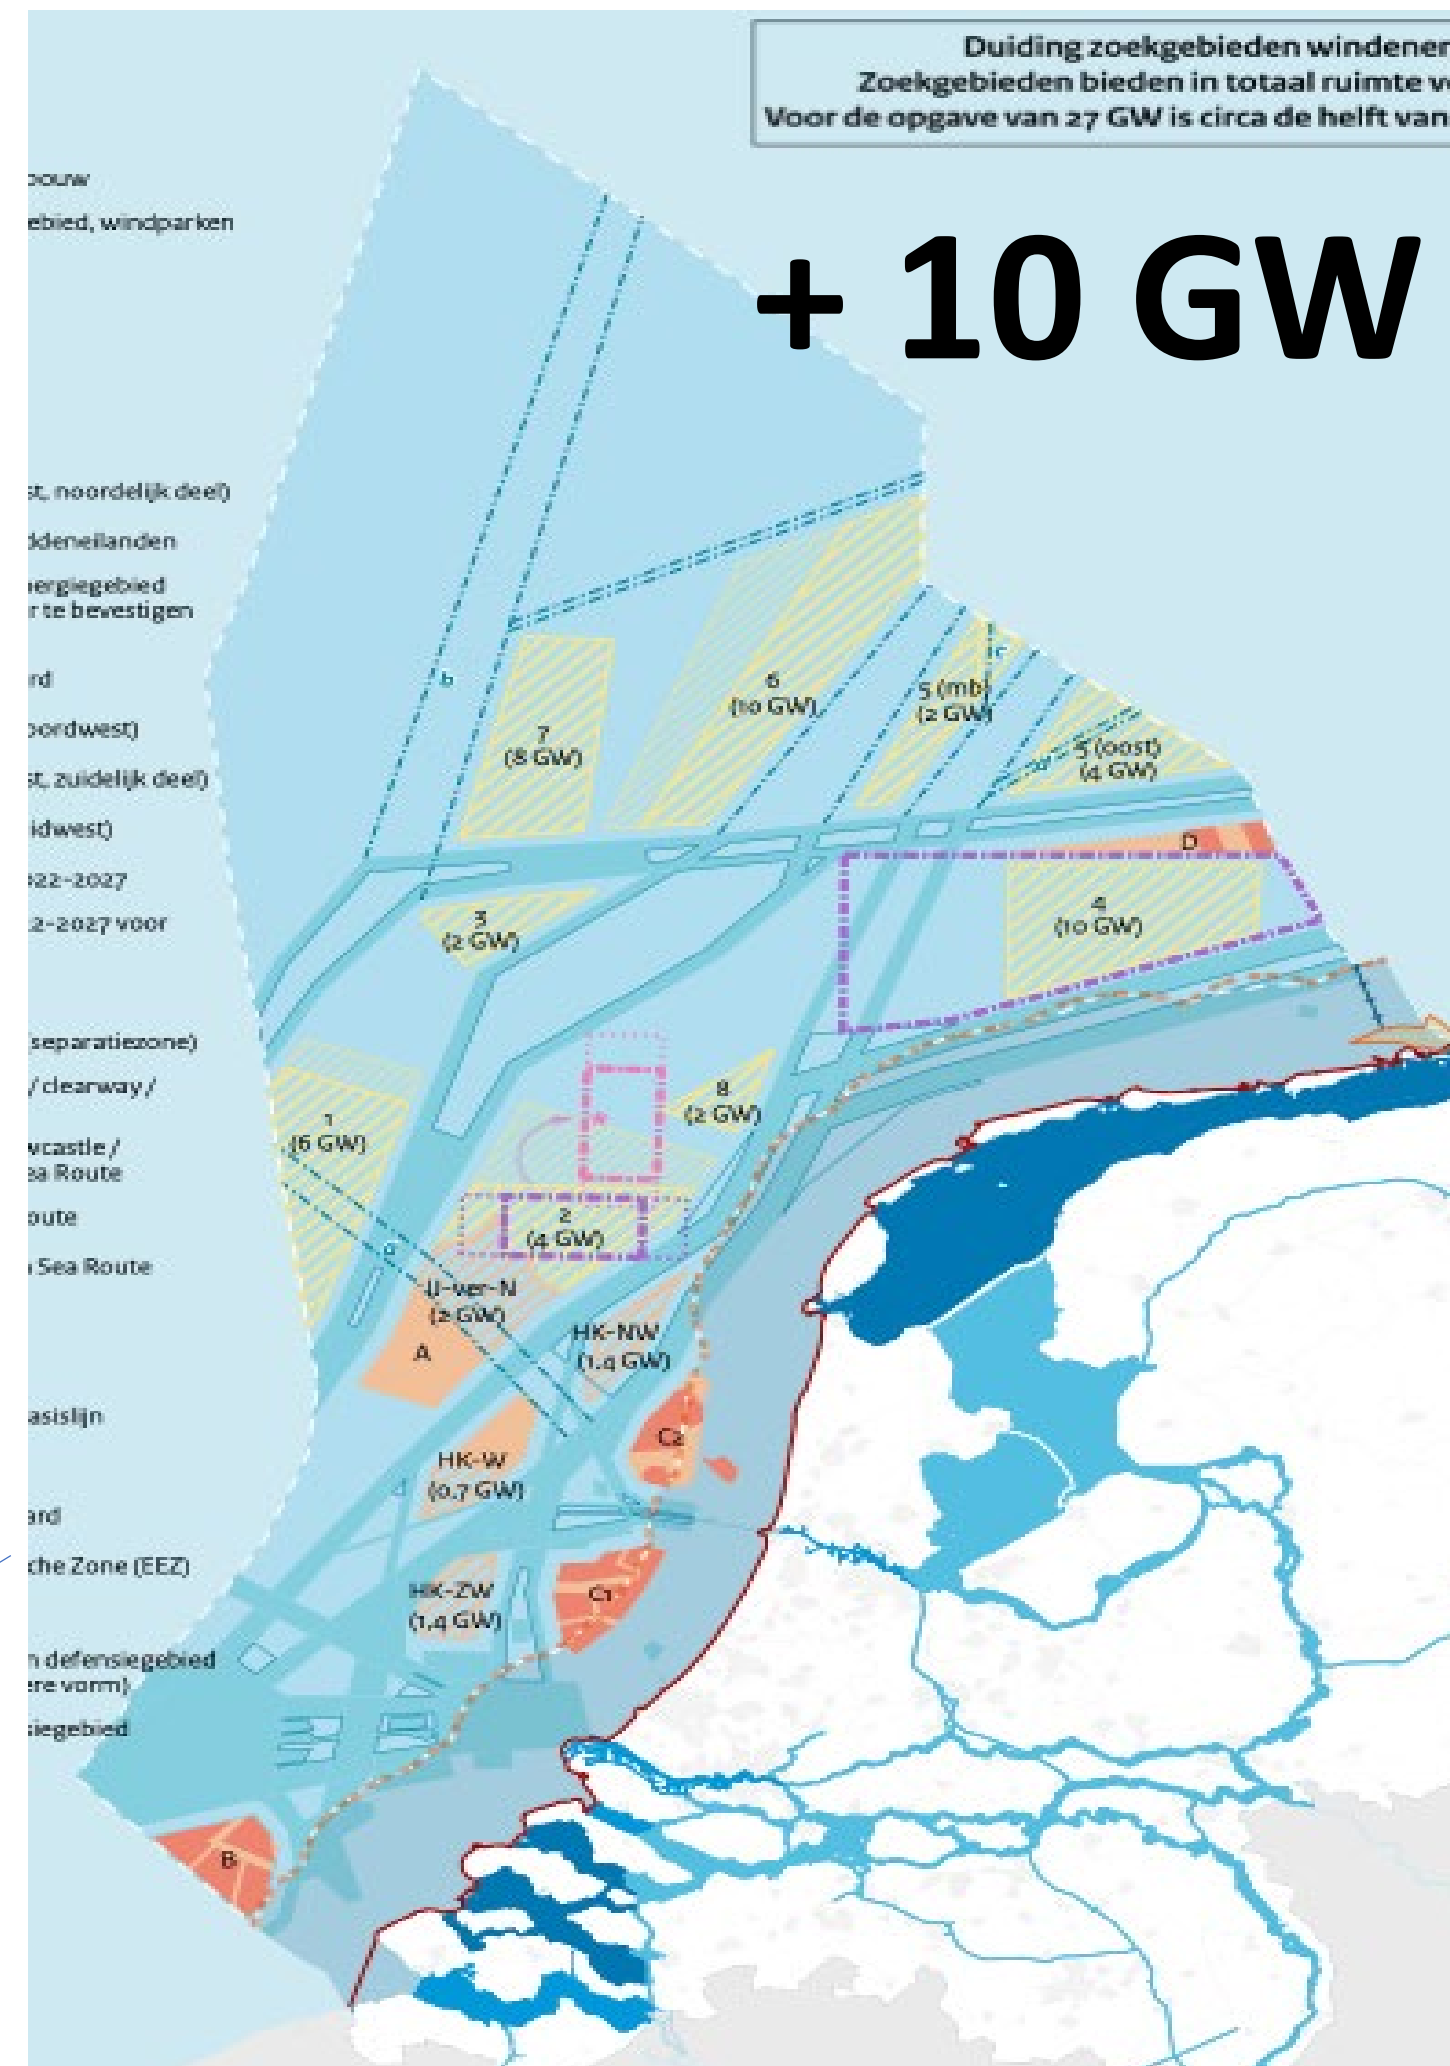 Duiding zoekgebieden windener
Zoekgebieden bieden in totaal ruimte vo
Voor de opgave van 27 GW is circa de helft van
+ 10 GW
bouw
ebied, windparken
st, noordelijk deel)
ddeneilanden
nergiegebied
r te bevestigen
rd
oordwest)
st, zuidelijk deel)
idwest)
022-2027
2-2027 voor
(separatiezone)
/ clearway /
wcastle /
ea Route
oute
n Sea Route
asislijn
ard
che Zone (EEZ)
n defensiegebied
ere vorm)
siegebied
b
6
(10 GW)
5 (mb)
(2 GW)
c
7
(8 GW)
5 (oost)
(4 GW)
D
3
(2 GW)
4
(10 GW)
1
(6 GW)
8
(2 GW)
2
(4 GW)
a
IJ-ver-N
(2 GW)
A
HK-NW
(1,4 GW)
C2
HK-W
(0,7 GW)
HK-ZW
(1,4 GW)
C1
B